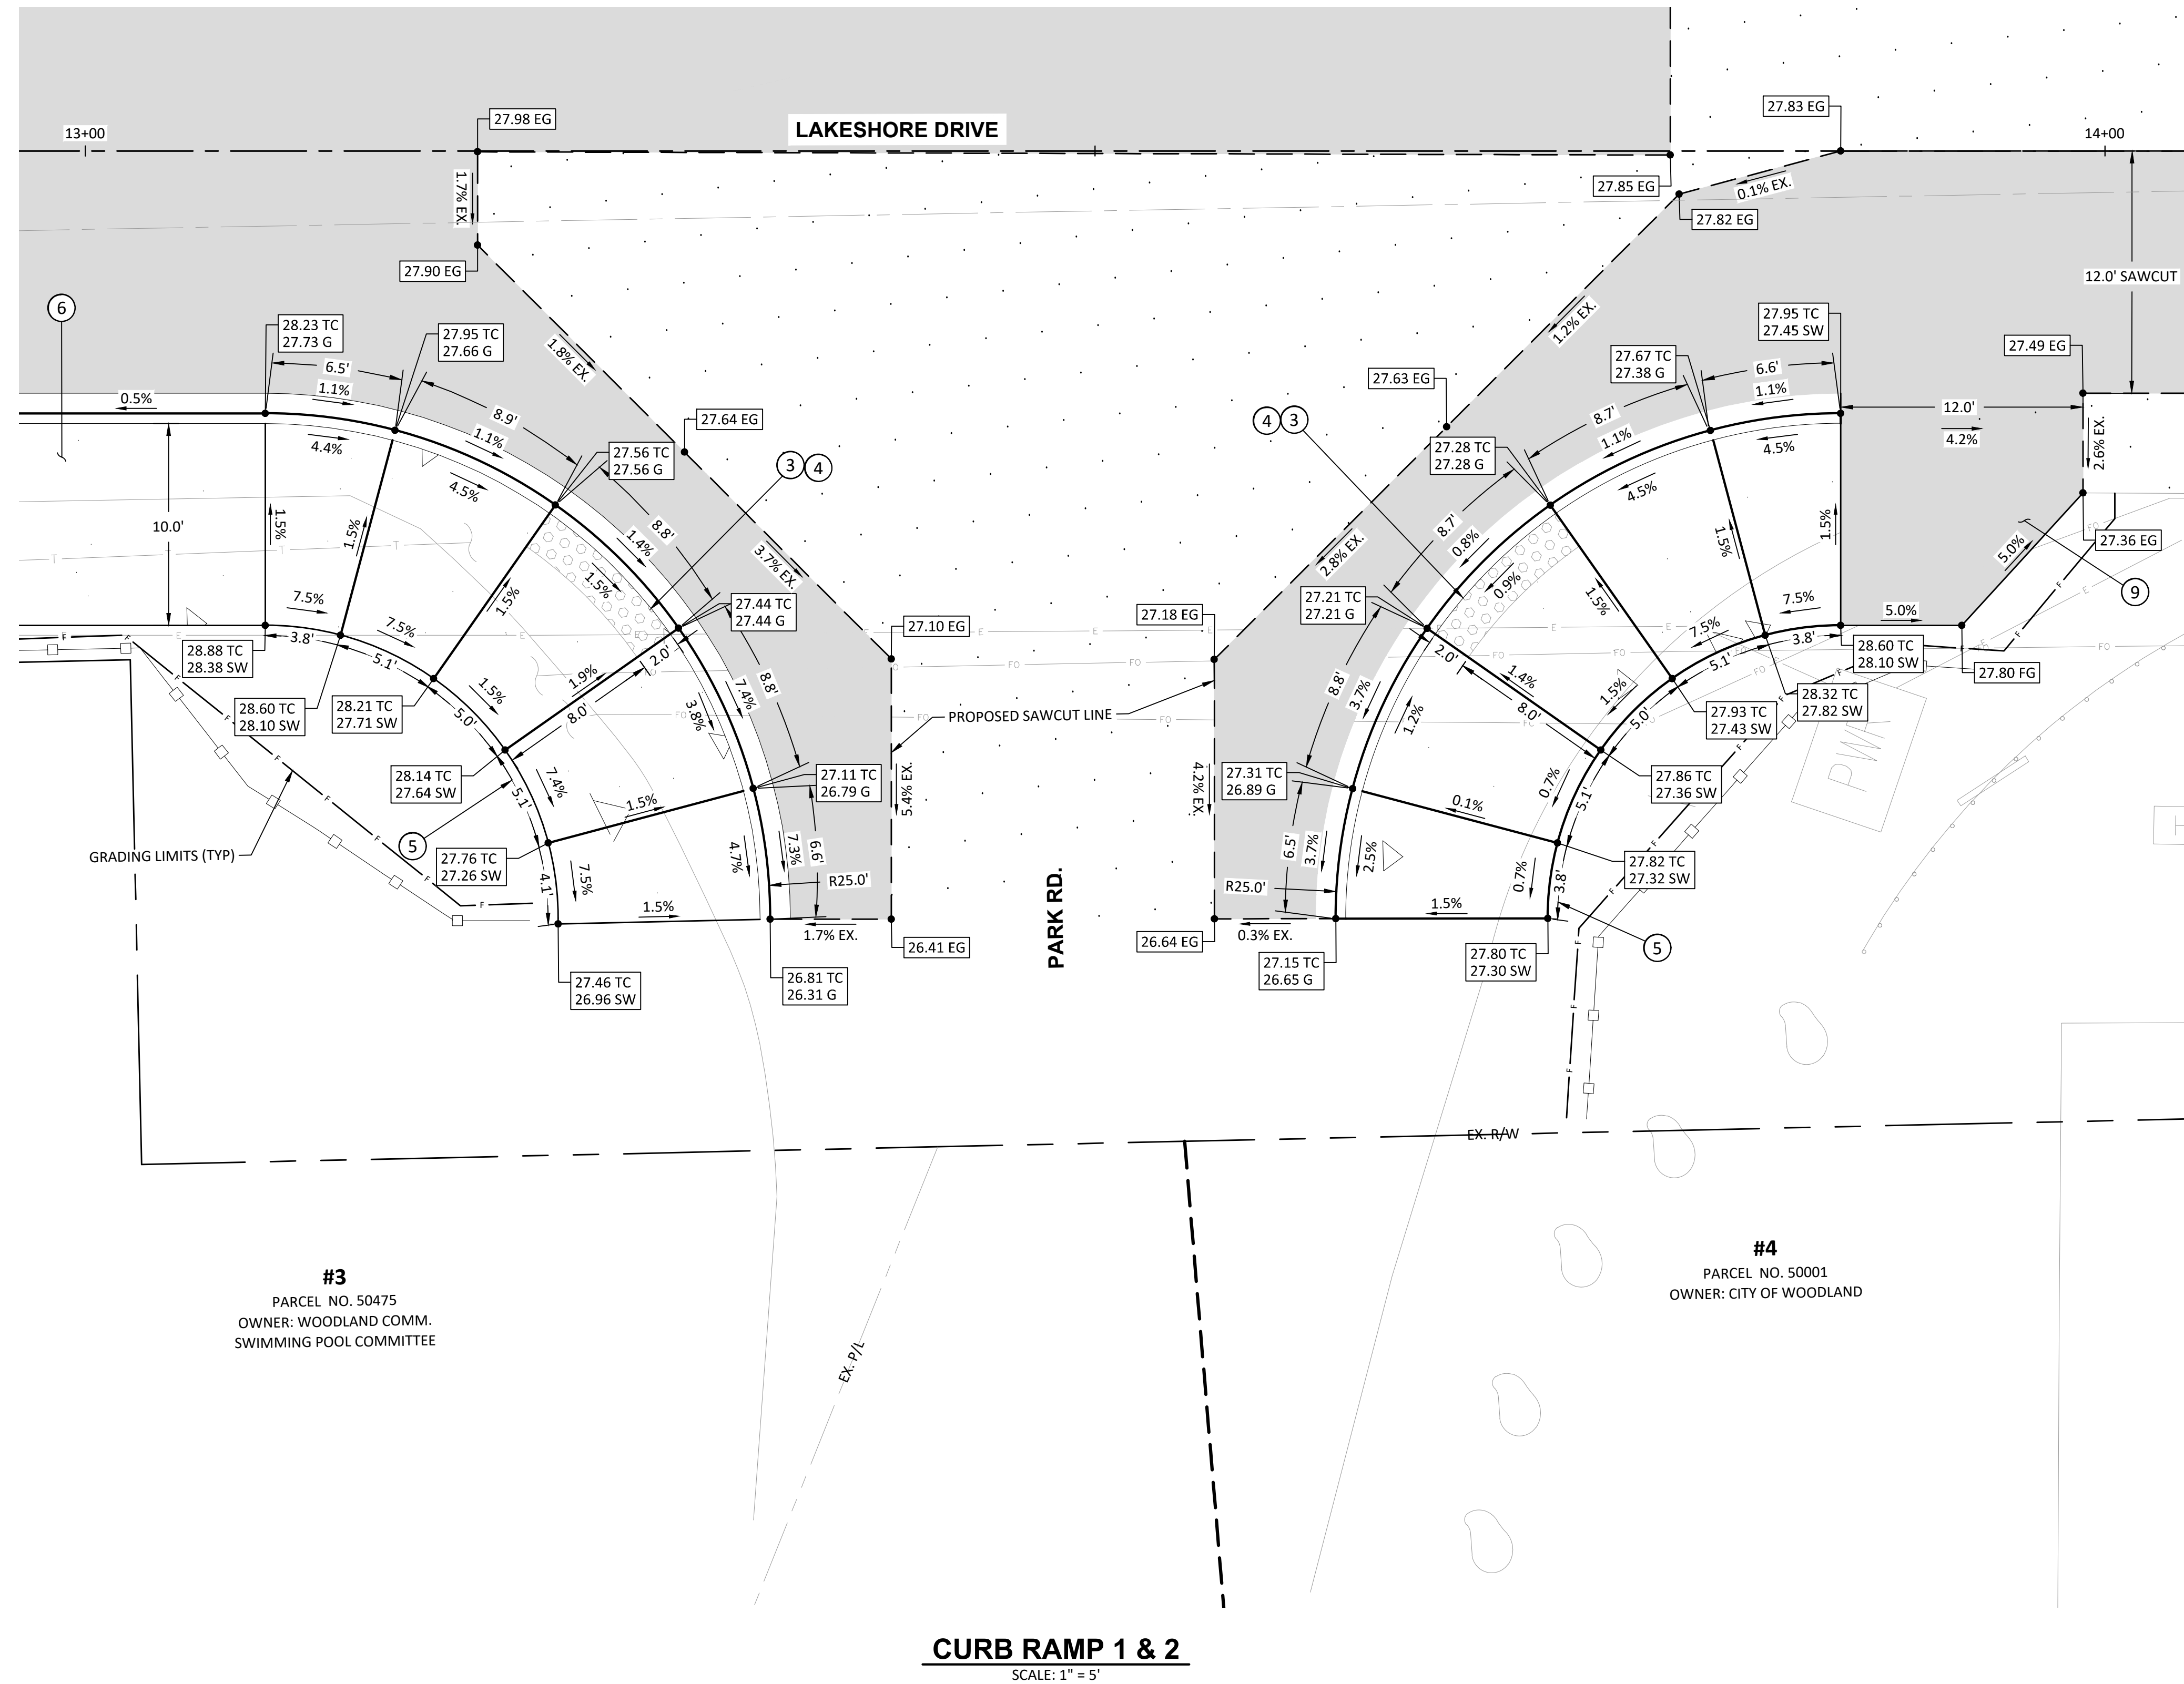 13+00
27.98 EG
LAKESHORE DRIVE
27.83 EG
14+00
1.7% EX.
27.85 EG
0.1% EX.
27.82 EG
27.90 EG
12.0' SAWCUT
6
28.23 TC
27.73 G
27.95 TC
27.66 G
1.8% EX.
1.2% EX.
27.95 TC
27.45 SW
27.49 EG
6.5'
1.1%
0.5%
27.63 EG
27.67 TC
27.38 G
6.6'
1.1%
8.9'
1.1%
27.64 EG
4
3
8.7'
1.1%
12.0'
4.2%
2.6% EX.
4.4%
4.5%
27.56 TC
27.56 G
3
4
27.28 TC
27.28 G
4.5%
4.5%
10.0'
1.5%
1.5%
8.8'
1.4%
3.7% EX.
2.8% EX.
8.7'
0.8%
1.5%
1.5%
5.0%
27.36 EG
T
T
T
FO
1.5%
1.5%
0.9%
1.5%
9
7.5%
27.44 TC
27.44 G
27.10 EG
27.18 EG
27.21 TC
27.21 G
7.5%
5.0%
3.8'
7.5%
5.1'
7.5%
5.1'
3.8'
E
E
E
E
E
E
E
F
F
FO
FO
FO
FO
FO
28.88 TC
28.38 SW
2.0'
2.0'
28.60 TC
28.10 SW
27.80 FG
1.9%
8.0'
1.4%
8.0'
28.60 TC
28.10 SW
28.21 TC
27.71 SW
1.5%
5.0'
3.8%
7.4%
8.8'
8.8'
3.7%
1.2%
1.5%
5.0'
27.93 TC
27.43 SW
28.32 TC
27.82 SW
PROPOSED SAWCUT LINE
28.14 TC
27.64 SW
7.4%
5.1'
1.5%
27.11 TC
26.79 G
5.4% EX.
4.2% EX.
27.31 TC
26.89 G
0.1%
0.7%
5.1'
27.86 TC
27.36 SW
PW
H
GRADING LIMITS (TYP)
5
27.76 TC
27.26 SW
4.1'
7.5%
4.7%
7.3%
6.6'
R25.0'
6.5'
3.7%
2.5%
R25.0'
27.82 TC
27.32 SW
0.7%
3.8'
1.5%
1.7% EX.
26.41 EG
PARK RD.
26.64 EG
0.3% EX.
1.5%
5
27.46 TC
26.96 SW
26.81 TC
26.31 G
27.15 TC
26.65 G
27.80 TC
27.30 SW
F
F
EX. R/W
#3
PARCEL NO. 50475
OWNER: WOODLAND COMM.
SWIMMING POOL COMMITTEE
#4
PARCEL NO. 50001
OWNER: CITY OF WOODLAND
EX. P/L
CURB RAMP 1 & 2
SCALE: 1" = 5'